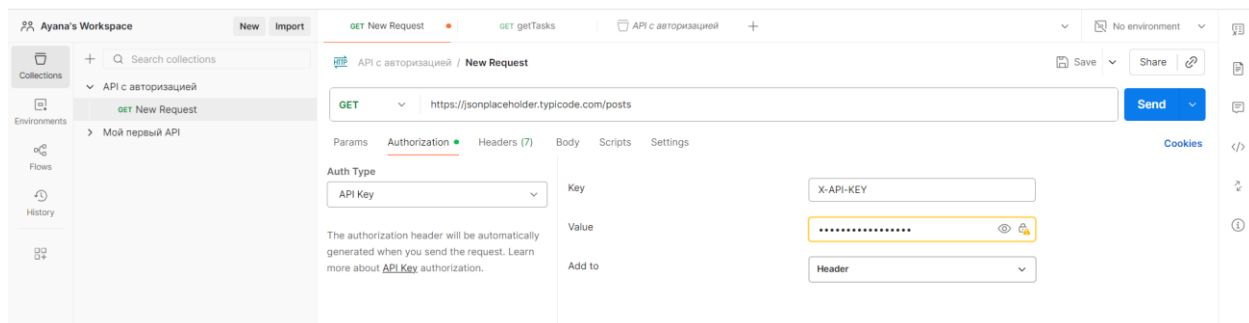 Ayana's Workspace New Import
GET New Request GET getTasks API с авторизацией No environment
Collections
Search collections
API с авторизацией / New Request Save Share
API с авторизацией
GET New Request
GET https://jsonplaceholder.typicode.com/posts Send
Environments
Мой первый API
Flows
Params Authorization Headers (7) Body Scripts Settings Cookies
Auth Type
API Key
Key X-API-KEY
History
Value •••••••••••••••••
The authorization header will be automatically
generated when you send the request. Learn
more about API Key authorization.
Add to Header